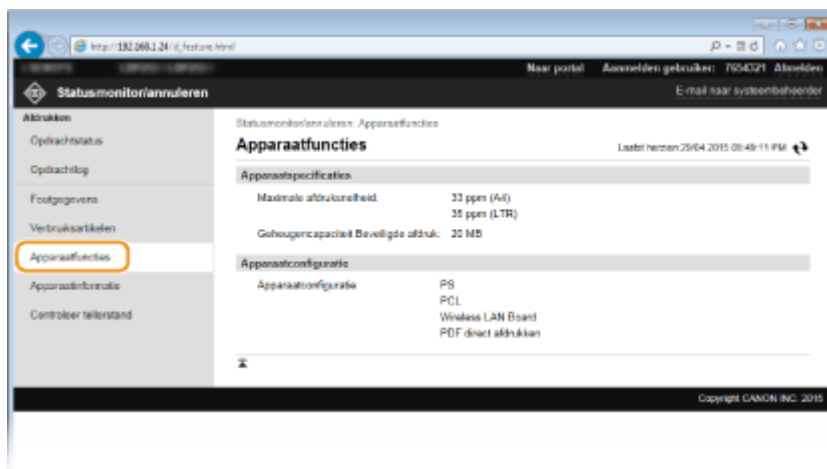 http://192.168.1.24/d_feature.html
Naar portal Aanmelden gebruiker: 7654321 Afmelden
Statusmonitor/annuleren
E-mail naar systeembeheerder
Afdrukken
Opdrachtstatus
Opdrachtlog
Foutgegevens
Verbruiksartikelen
Apparaatfuncties
Apparaatinformatie
Controleer tellerstand
Statusmonitor/annuleren: Apparaatfuncties
Apparaatfuncties
Laatst herzien:29/04 2015 08:49:11 PM
Apparaatspecificaties
Maximale afdruksnelheid: 33 ppm (A4)
35 ppm (LTR)
Geheugencapaciteit Beveiligde afdruk: 20 MB
Apparaatconfiguratie
Apparaatconfiguratie: PS
PCL
Wireless LAN Board
PDF direct afdrukken
Copyright CANON INC. 2015